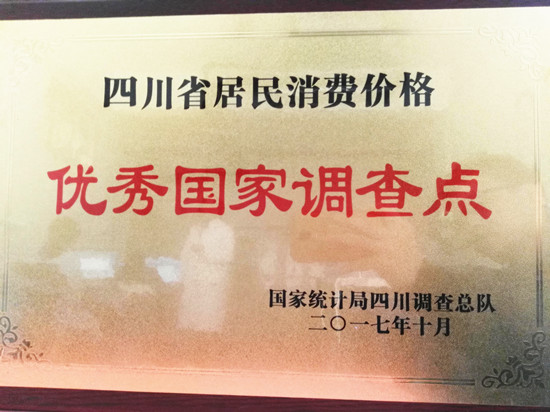 四川省居民消费价格
优秀国家调查点
国家统计局四川调查总队
二〇一七年十月